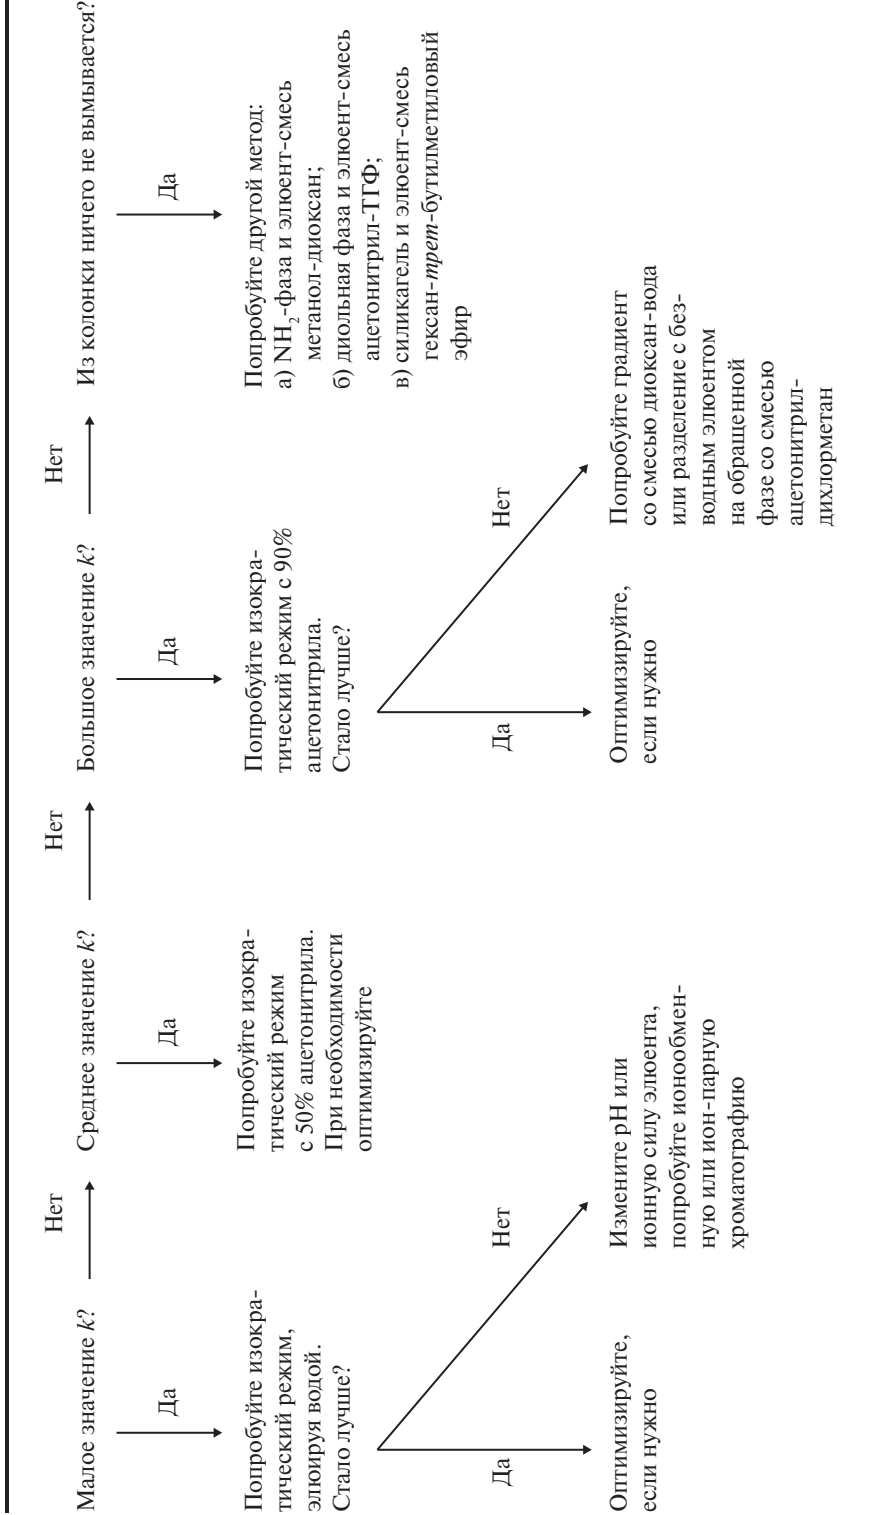 Малое значение k?
Нет
Среднее значение k?
Нет
Большое значение k?
Нет
Из колонки ничего не вымывается?
Да
Да
Да
Да
Попробуйте изокра-
тический режим,
элюируя водой.
Стало лучше?
Попробуйте изокра-
тический режим
с 50% ацетонитрила.
При необходимости
оптимизируйте
Попробуйте изокра-
тический режим с 90%
ацетонитрила.
Стало лучше?
Попробуйте другой метод:
а) NH₂-фаза и элюент-смесь
метанол-диоксан;
б) диольная фаза и элюент-смесь
ацетонитрил-ТГФ;
в) силикагель и элюент-смесь
гексан-трет-бутилметиловый
эфир
Да
Нет
Да
Нет
Оптимизируйте,
если нужно
Измените pH или
ионную силу элюента,
попробуйте ионообмен-
ную или ион-парную
хроматографию
Оптимизируйте,
если нужно
Попробуйте градиент
со смесью диоксан-вода
или разделение с без-
водным элюентом
на обращенной
фазе со смесью
ацетонитрил-
дихлорметан